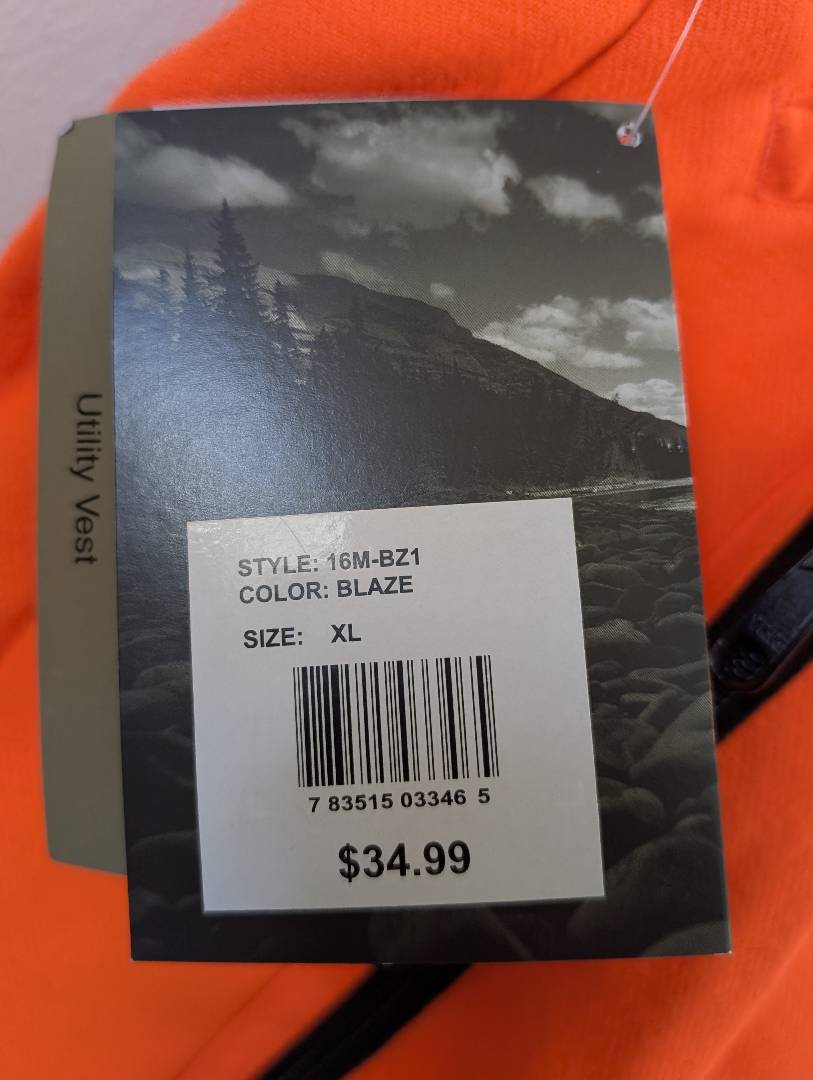 Utility Vest
STYLE: 16M-BZ1
COLOR: BLAZE
SIZE: XL
7 83515 03346 5
$34.99